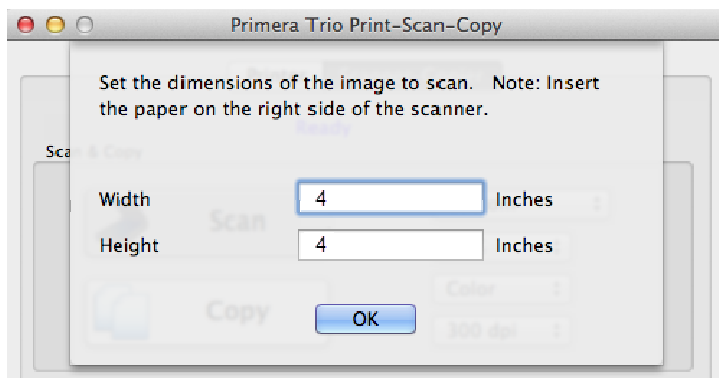 Primera Trio Print-Scan-Copy
Set the dimensions of the image to scan. Note: Insert
the paper on the right side of the scanner.
Ready
Scan & Copy
Width 4 Inches
Scan
Height 4 Inches
Color
Copy
OK
300 dpi